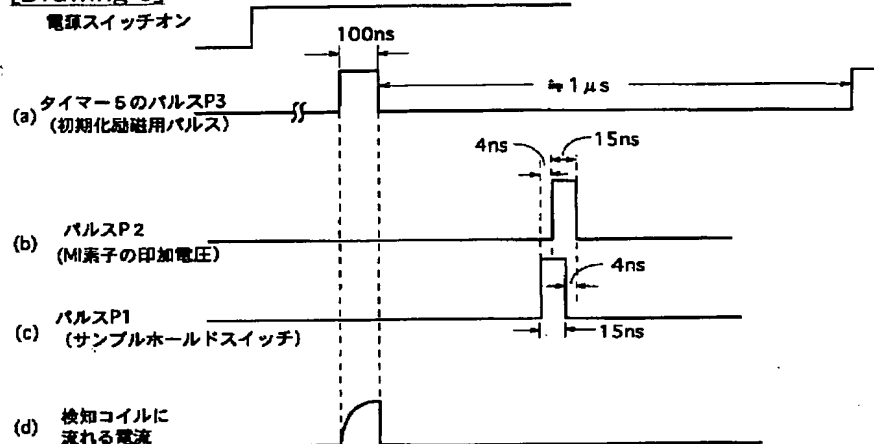 電源スイッチオン
100ns
≒1μs
(a) タイマー5のパルスP3
(初期化励磁用パルス)
4ns
15ns
(b) パルスP2
(MI素子の印加電圧)
4ns
(c) パルスP1
(サンプルホールドスイッチ)
15ns
(d) 検知コイルに
流れる電流